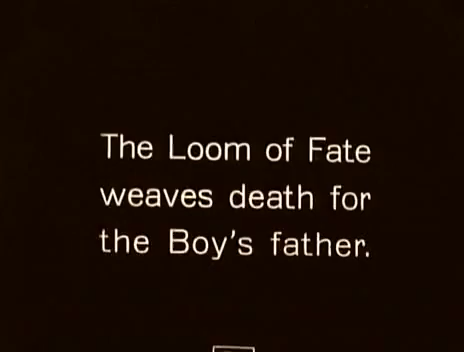 The Loom of Fate
weaves death for
the Boy's father.